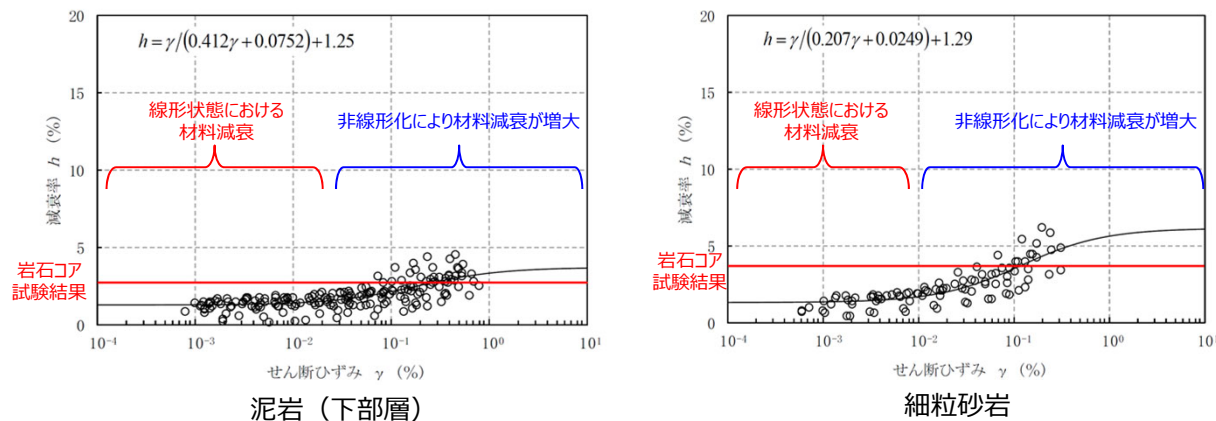 h=γ/(0.412γ+0.0752)+1.25
線形状態における
材料減衰
非線形化により材料減衰が増大
岩石コア
試験結果
減衰率 h (%)
20
15
10
5
0
10⁻⁴ 10⁻³ 10⁻² 10⁻¹ 10⁰ 10¹
せん断ひずみ γ (%)
泥岩（下部層）
h=γ/(0.207γ+0.0249)+1.29
線形状態における
材料減衰
非線形化により材料減衰が増大
岩石コア
試験結果
減衰率 h (%)
20
15
10
5
0
10⁻⁴ 10⁻³ 10⁻² 10⁻¹ 10⁰ 10¹
せん断ひずみ γ (%)
細粒砂岩